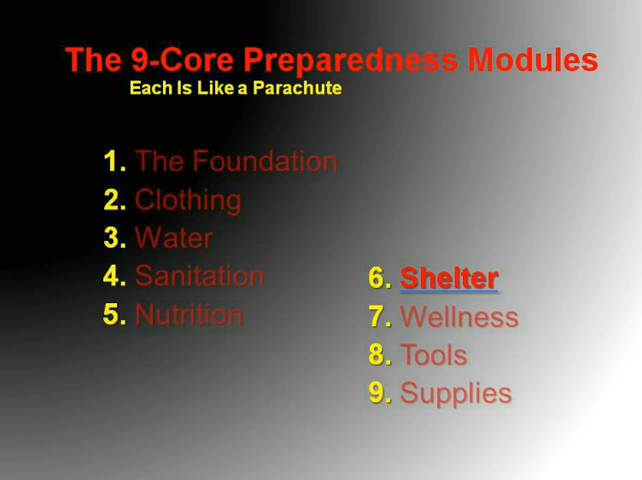 The 9-Core Preparedness Modules
Each Is Like a Parachute
1. The Foundation
2. Clothing
3. Water
4. Sanitation
5. Nutrition
6. Shelter
7. Wellness
8. Tools
9. Supplies